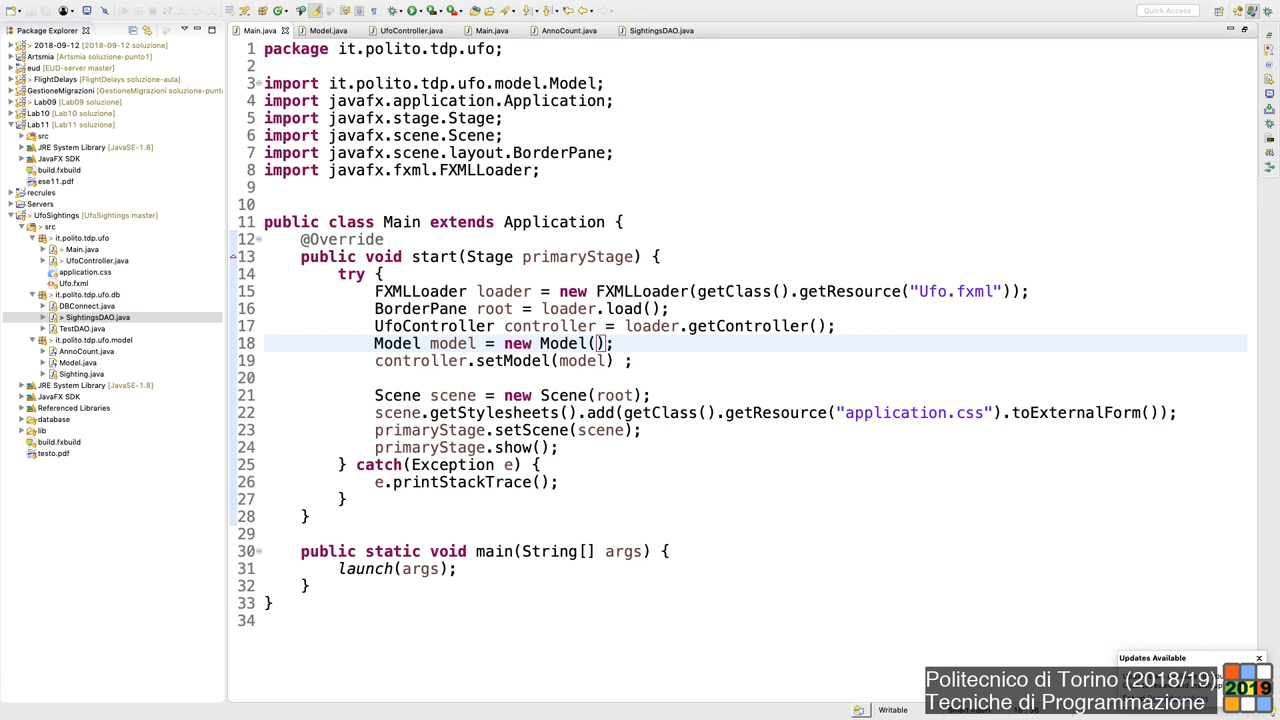 Quick Access
Package Explorer
> 2018-09-12 [2018-09-12 soluzione]
Artsmia [Artsmia soluzione-punto1]
eud [EUD-server master]
> FlightDelays [FlightDelays soluzione-aula]
GestioneMigrazioni [GestioneMigrazioni soluzione-punto
> Lab09 [Lab09 soluzione]
Lab10 [Lab10 soluzione]
Lab11 [Lab11 soluzione]
src
JRE System Library [JavaSE-1.8]
JavaFX SDK
build.fxbuild
ese11.pdf
recrules
Servers
> UfoSightings [UfoSightings master]
> src
> it.polito.tdp.ufo
> Main.java
> UfoController.java
application.css
Ufo.fxml
> it.polito.tdp.ufo.db
DBConnect.java
> SightingsDAO.java
TestDAO.java
> it.polito.tdp.ufo.model
AnnoCount.java
Model.java
Sighting.java
JRE System Library [JavaSE-1.8]
JavaFX SDK
Referenced Libraries
database
lib
build.fxbuild
testo.pdf
Main.java Model.java UfoController.java Main.java AnnoCount.java SightingsDAO.java
1 package it.polito.tdp.ufo;
2
3 import it.polito.tdp.ufo.model.Model;
4 import javafx.application.Application;
5 import javafx.stage.Stage;
6 import javafx.scene.Scene;
7 import javafx.scene.layout.BorderPane;
8 import javafx.fxml.FXMLLoader;
9
10
11 public class Main extends Application {
12 @Override
13 public void start(Stage primaryStage) {
14 try {
15 FXMLLoader loader = new FXMLLoader(getClass().getResource("Ufo.fxml"));
16 BorderPane root = loader.load();
17 UfoController controller = loader.getController();
18 Model model = new Model();
19 controller.setModel(model) ;
20
21 Scene scene = new Scene(root);
22 scene.getStylesheets().add(getClass().getResource("application.css").toExternalForm());
23 primaryStage.setScene(scene);
24 primaryStage.show();
25 } catch(Exception e) {
26 e.printStackTrace();
27 }
28 }
29
30 public static void main(String[] args) {
31 launch(args);
32 }
33 }
34
Updates Available
Politecnico di Torino (2018/19)
Tecniche di Programmazione
2019
Writable